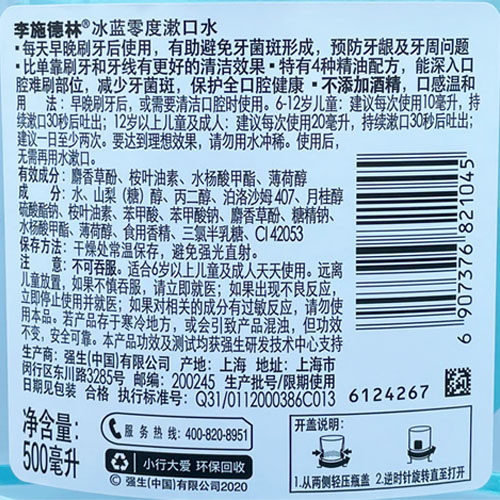 李施德林® 冰蓝零度漱口水
• 每天早晚刷牙后使用，有助避免牙菌斑形成，预防牙龈及牙周问题
• 比单靠刷牙和牙线有更好的清洁效果 • 特有4种精油配方，能深入口
腔难刷部位，减少牙菌斑，保护全口腔健康 • 不添加酒精，口感温和
用 法：早晚刷牙后，或需要清洁口腔时使用。6-12岁儿童：建议每次使用10毫升，持
续漱口30秒后吐出；12岁以上儿童及成人：建议每次使用20毫升，持续漱口30秒后吐出；
建议一日至少两次。要达到理想效果，请勿用水冲稀。使用后，
无需再用水漱口。
有效成分：麝香草酚、桉叶油素、水杨酸甲酯、薄荷醇
成 分：水、山梨（糖）醇、丙二醇、泊洛沙姆 407、月桂醇
硫酸酯钠、桉叶油素、苯甲酸、苯甲酸钠、麝香草酚、糖精钠、
水杨酸甲酯、薄荷醇、食用香精、三氯半乳糖、CI 42053
保存方法：干燥处常温保存，避免强光直射。
注 意：不可吞服。适合6岁以上儿童及成人天天使用。远离
儿童放置，如果不慎吞服，请立即就医；如果出现不良反应，
立即停止使用并就医；如果对相关的成分有过敏反应，请勿使
用本品。若产品存于寒冷地方，或会引致产品混浊，但功效
不变，安全可靠。本产品功效及测试均获强生研发技术中心支持
生产商：强生(中国)有限公司 产地：上海 地址：上海市
闵行区东川路3285号 邮编：200245 生产批号/限期使用
日期见包装 合格 执行标准号：Q31/0112000386C013
6124267
6 907376 821045
净含量：
500毫升
服务热线：400-820-8951
小行大爱 环保回收
© 强生(中国)有限公司2020
开盖说明：
1.从两侧轻压瓶盖 2.逆时针旋转直至打开